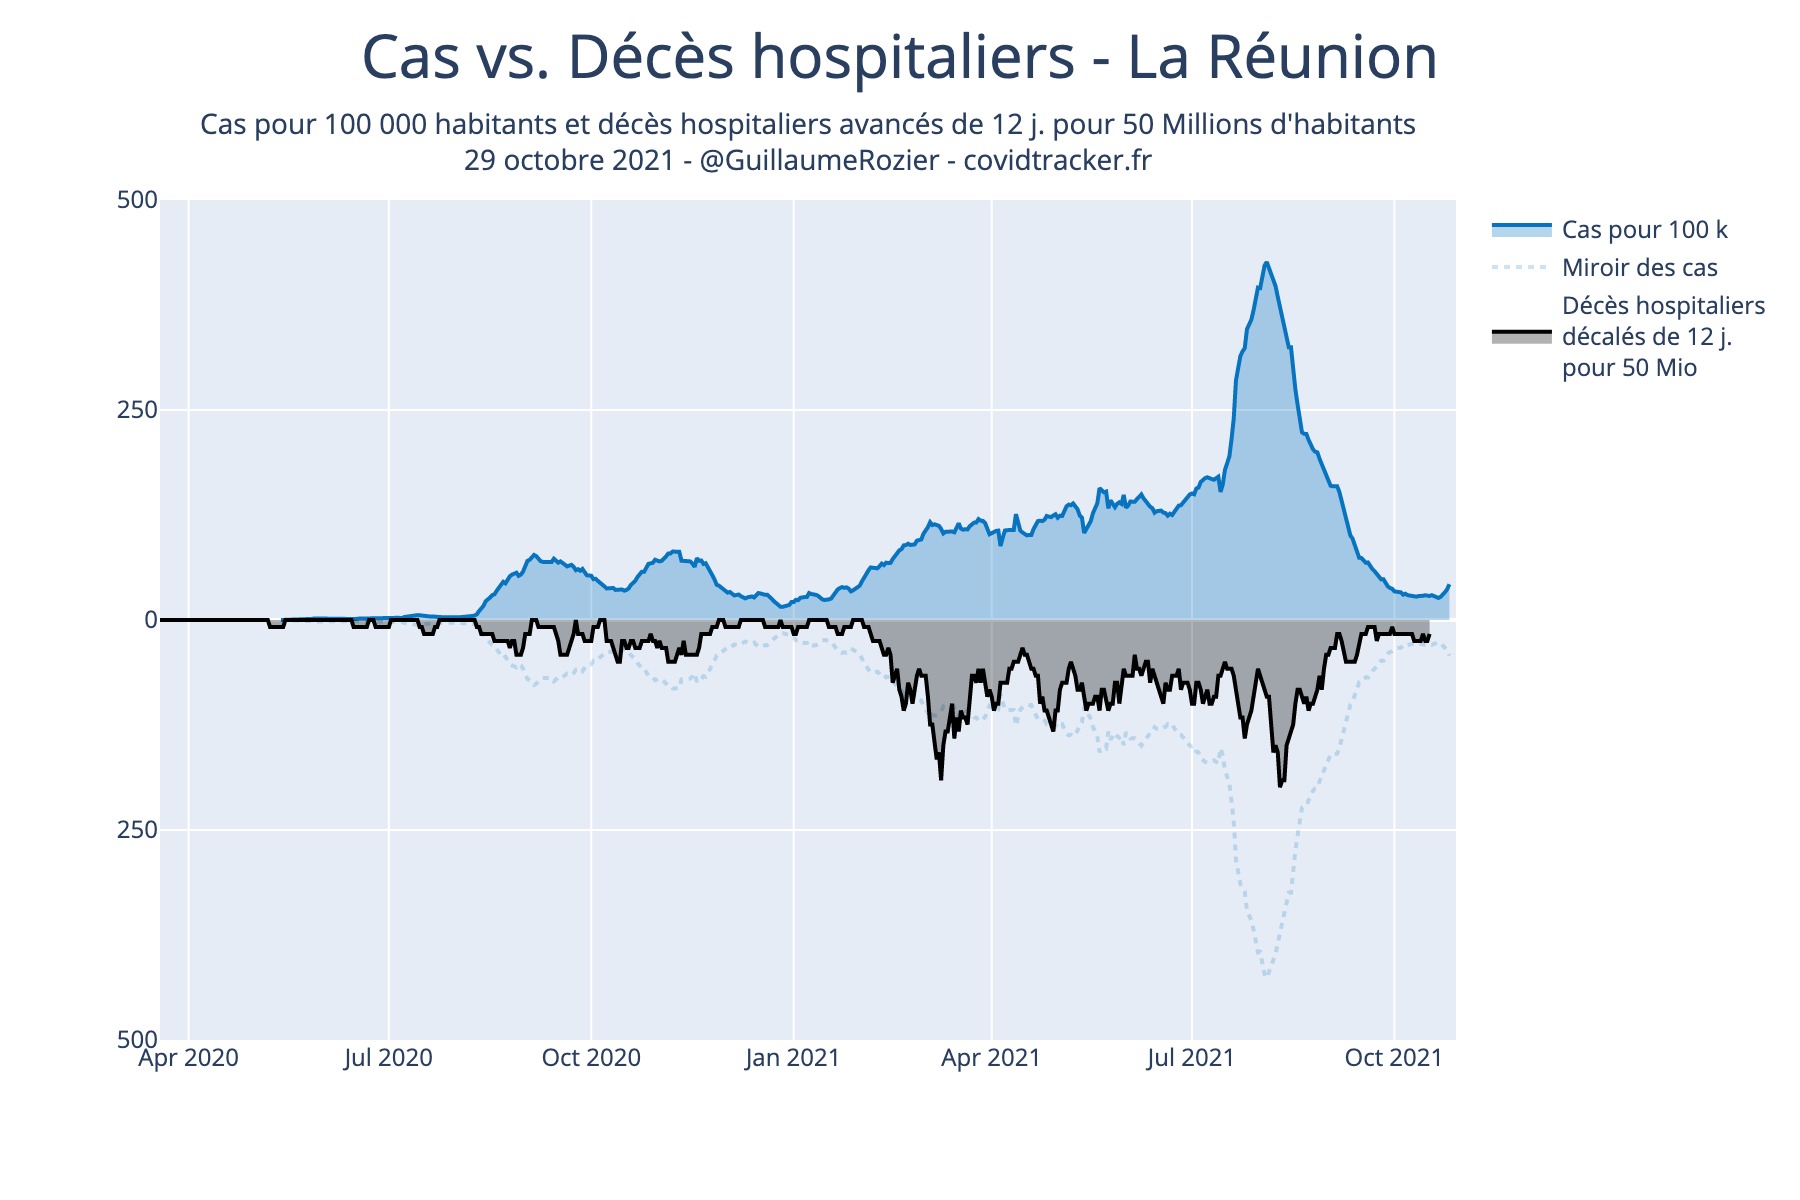 Cas vs. Décès hospitaliers - La Réunion
Cas pour 100 000 habitants et décès hospitaliers avancés de 12 j. pour 50 Millions d'habitants
29 octobre 2021 - @GuillaumeRozier - covidtracker.fr
500
250
0
250
500
Apr 2020
Jul 2020
Oct 2020
Jan 2021
Apr 2021
Jul 2021
Oct 2021
Cas pour 100 k
Miroir des cas
Décès hospitaliers
décalés de 12 j.
pour 50 Mio